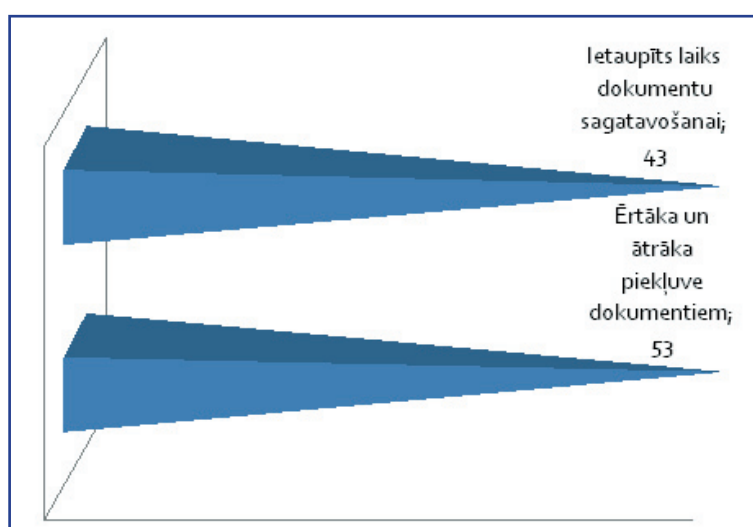 Ietaupīts laiks
dokumentu
sagatavošanai;
43
Ērtāka un
ātrāka
piekļuve
dokumentiem;
53